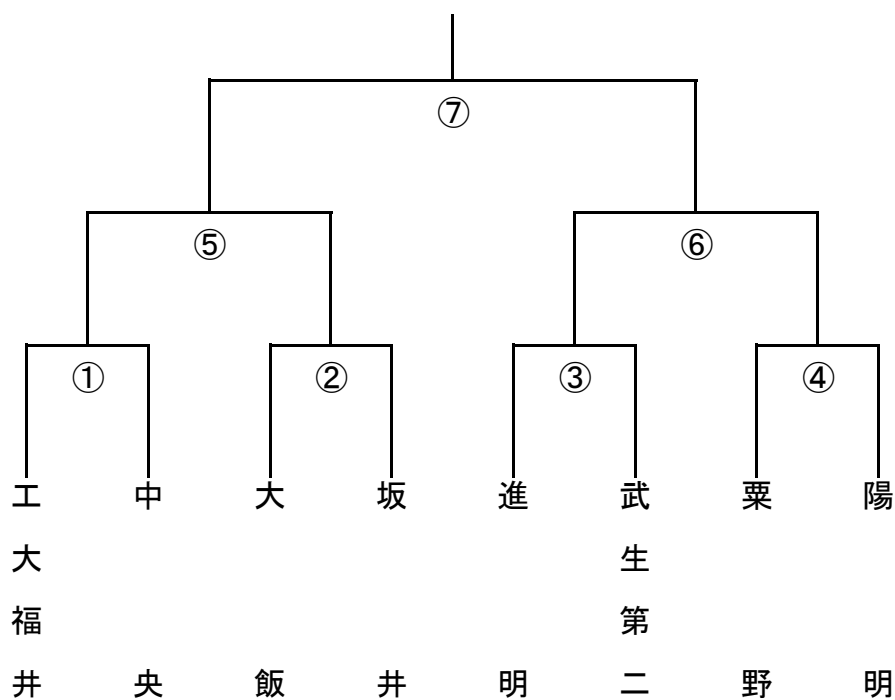 ⑦
⑤
⑥
①
②
③
④
工大福井
中央
大飯
坂井
進明
武生第二
粟野
陽明